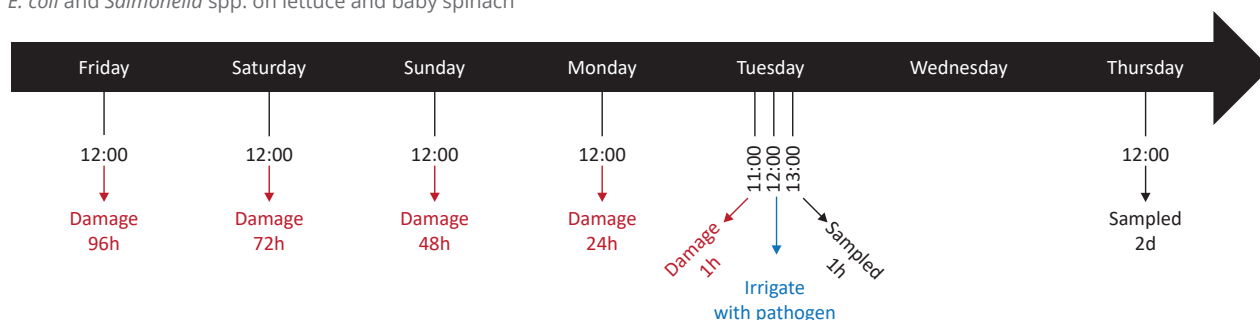 E. coli and Salmonella spp. on lettuce and baby spinach
Friday Saturday Sunday Monday Tuesday Wednesday Thursday
12:00 12:00 12:00 12:00 11:00 12:00 13:00 12:00
Damage Damage Damage Damage Damage Sampled Sampled
96h 72h 48h 24h 1h 1h 2d
Irrigate
with pathogen